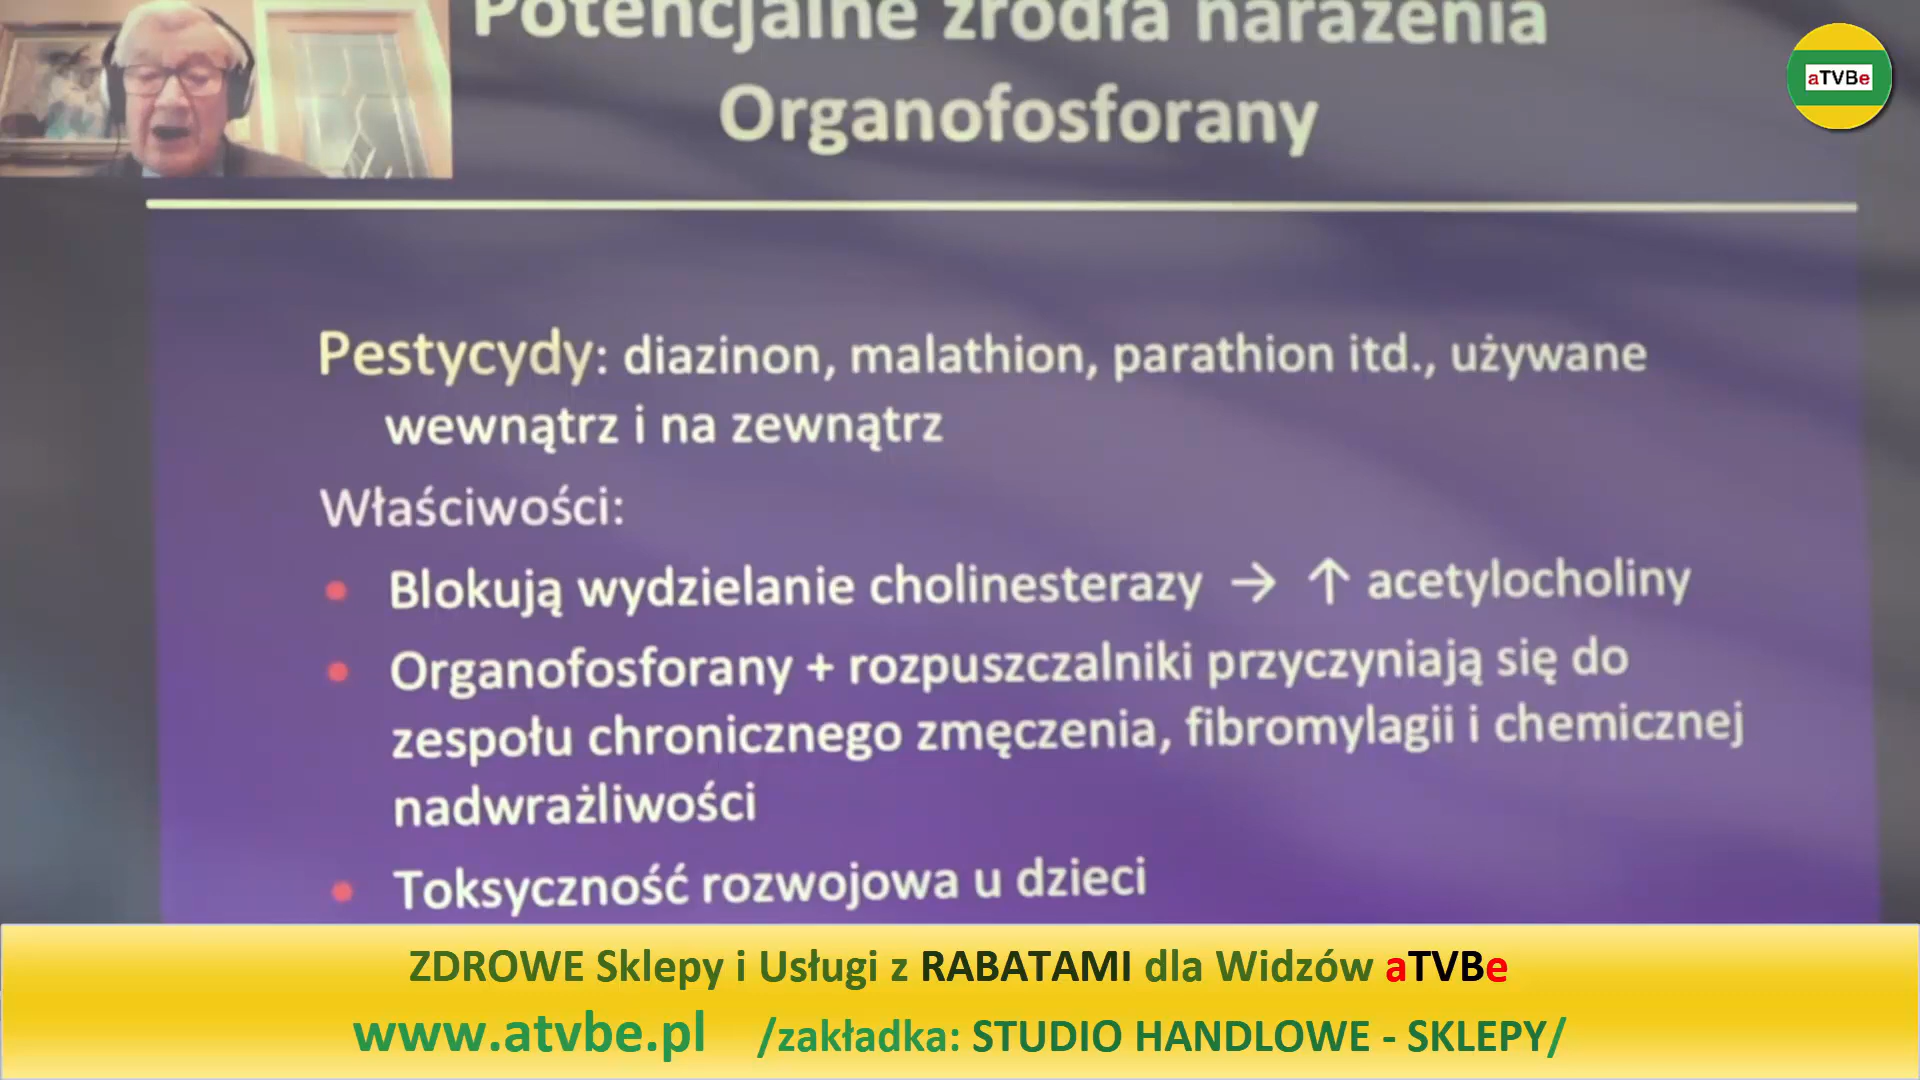 Potencjalne źródła narażenia
Organofosforany
aTVBe
Pestycydy: diazinon, malathion, parathion itd., używane
wewnątrz i na zewnątrz
Właściwości:
• Blokują wydzielanie cholinesterazy → ↑ acetylocholiny
• Organofosforany + rozpuszczalniki przyczyniają się do
zespołu chronicznego zmęczenia, fibromylagii i chemicznej
nadwrażliwości
• Toksyczność rozwojowa u dzieci
ZDROWE Sklepy i Usługi z RABATAMI dla Widzów aTVBe
www.atvbe.pl /zakładka: STUDIO HANDLOWE - SKLEPY/